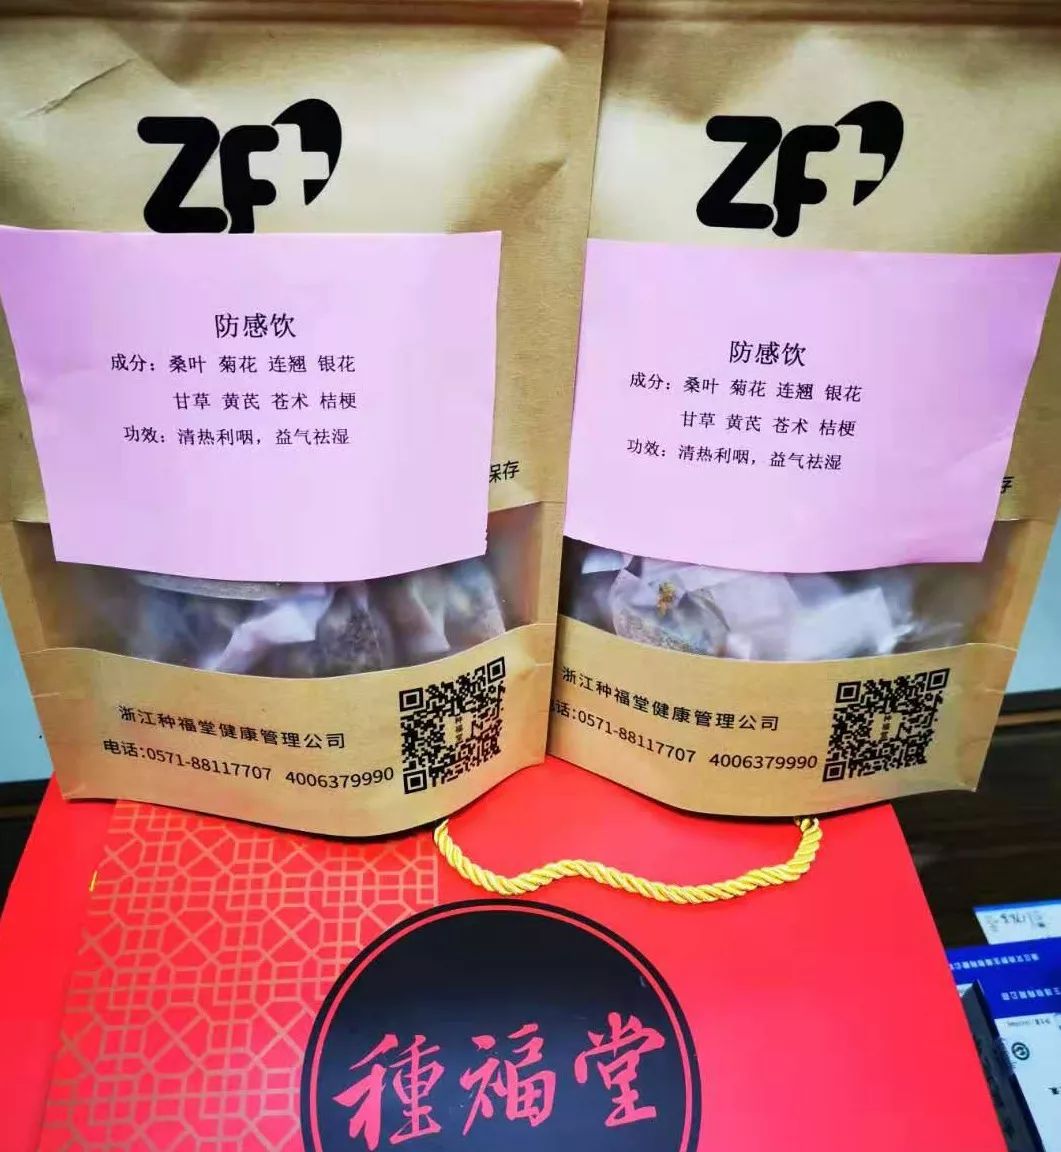 ZF
防感饮
成分：桑叶 菊花 连翘 银花
甘草 黄芪 苍术 桔梗
功效：清热利咽，益气祛湿
保存
浙江种福堂健康管理公司
电话:0571-88117707 4006379990
ZF
防感饮
成分：桑叶 菊花 连翘 银花
甘草 黄芪 苍术 桔梗
功效：清热利咽，益气祛湿
存
浙江种福堂健康管理公司
电话:0571-88117707 4006379990
種福堂